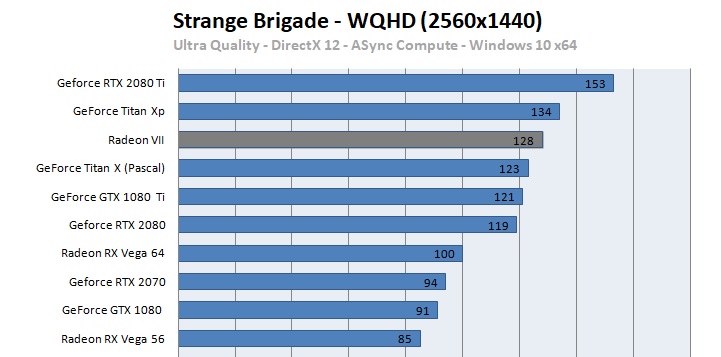 Strange Brigade - WQHD (2560x1440)
Ultra Quality - DirectX 12 - ASync Compute - Windows 10 x64
Geforce RTX 2080 Ti 153
GeForce Titan Xp 134
Radeon VII 128
GeForce Titan X (Pascal) 123
GeForce GTX 1080 Ti 121
Geforce RTX 2080 119
Radeon RX Vega 64 100
Geforce RTX 2070 94
GeForce GTX 1080 91
Radeon RX Vega 56 85